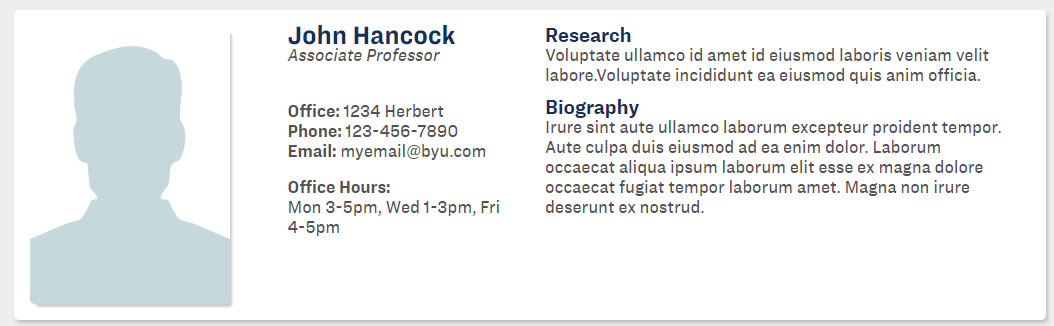 John Hancock
Associate Professor
Office: 1234 Herbert
Phone: 123-456-7890
Email: myemail@byu.com
Office Hours:
Mon 3-5pm, Wed 1-3pm, Fri
4-5pm
Research
Voluptate ullamco id amet id eiusmod laboris veniam velit
labore.Voluptate incididunt ea eiusmod quis anim officia.
Biography
Irure sint aute ullamco laborum excepteur proident tempor.
Aute culpa duis eiusmod ad ea enim dolor. Laborum
occaecat aliqua ipsum laborum elit esse ex magna dolore
occaecat fugiat tempor laborum amet. Magna non irure
deserunt ex nostrud.